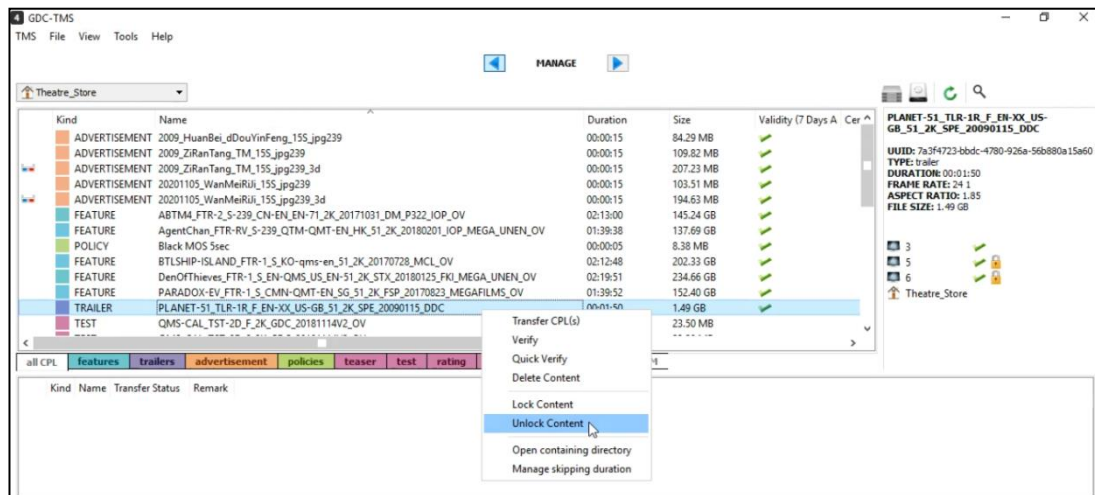 4 GDC-TMS
TMS File View Tools Help
MANAGE
Theatre_Store
Kind Name Duration Size Validity (7 Days A Cer
ADVERTISEMENT 2009_HuanBei_dDouYinFeng_15S_jpg239 00:00:15 84.29 MB
ADVERTISEMENT 2009_ZiRanTang_TM_15S_jpg239 00:00:15 109.82 MB
ADVERTISEMENT 2009_ZiRanTang_TM_15S_jpg239_3d 00:00:15 207.23 MB
ADVERTISEMENT 20201105_WanMeiRiJi_15S_jpg239 00:00:15 103.51 MB
ADVERTISEMENT 20201105_WanMeiRiJi_15S_jpg239_3d 00:00:15 194.63 MB
FEATURE ABTM4_FTR-2_S-239_CN-EN_EN-71_2K_20171031_DM_P322_IOP_OV 02:13:00 145.24 GB
FEATURE AgentChan_FTR-RV_S-239_QTM-QMT-EN_HK_51_2K_20180201_IOP_MEGA_UNEN_OV 01:39:38 137.69 GB
POLICY Black MOS 5sec 00:00:05 8.38 MB
FEATURE BTLSHIP-ISLAND_FTR-1_S_KO-qms-en_51_2K_20170728_MCL_OV 02:12:48 202.33 GB
FEATURE DenOfThieves_FTR-1_S_EN-QMS_US_EN-51_2K_STX_20180125_FKI_MEGA_UNEN_OV 02:19:51 234.66 GB
FEATURE PARADOX-EV_FTR-1_S_CMN-QMT-EN_SG_51_2K_FSP_20170823_MEGAFILMS_OV 01:39:52 152.40 GB
TRAILER PLANET-51_TLR-1R_F_EN-XX_US-GB_51_2K_SPE_20090115_DDC 00:01:50 1.49 GB
TEST QMS-CAL_TST-2D_F_2K_GDC_20181114V2_OV 23.50 MB
all CPL features trailers advertisement policies teaser test rating
Kind Name Transfer Status Remark
Transfer CPL(s)
Verify
Quick Verify
Delete Content
Lock Content
Unlock Content
Open containing directory
Manage skipping duration
PLANET-51_TLR-1R_F_EN-XX_US-
GB_51_2K_SPE_20090115_DDC
UUID: 7a3f4723-bbdc-4780-926a-56b880a15a60
TYPE: trailer
DURATION: 00:01:50
FRAME RATE: 24 1
ASPECT RATIO: 1.85
FILE SIZE: 1.49 GB
3
5
6
Theatre_Store